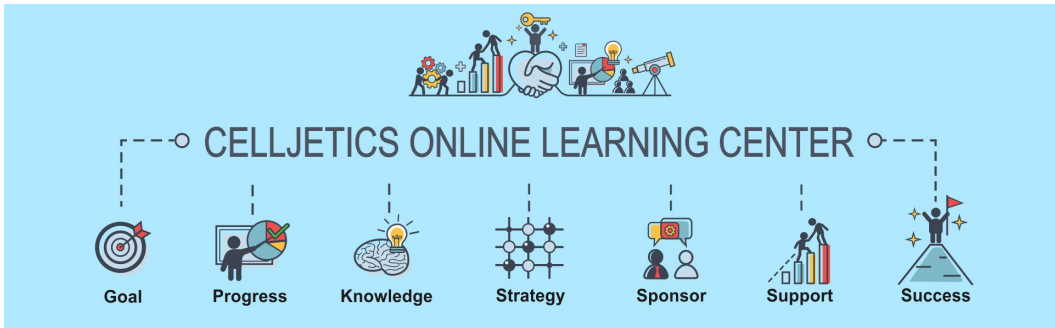 CELLJETICS ONLINE LEARNING CENTER
Goal Progress Knowledge Strategy Sponsor Support Success